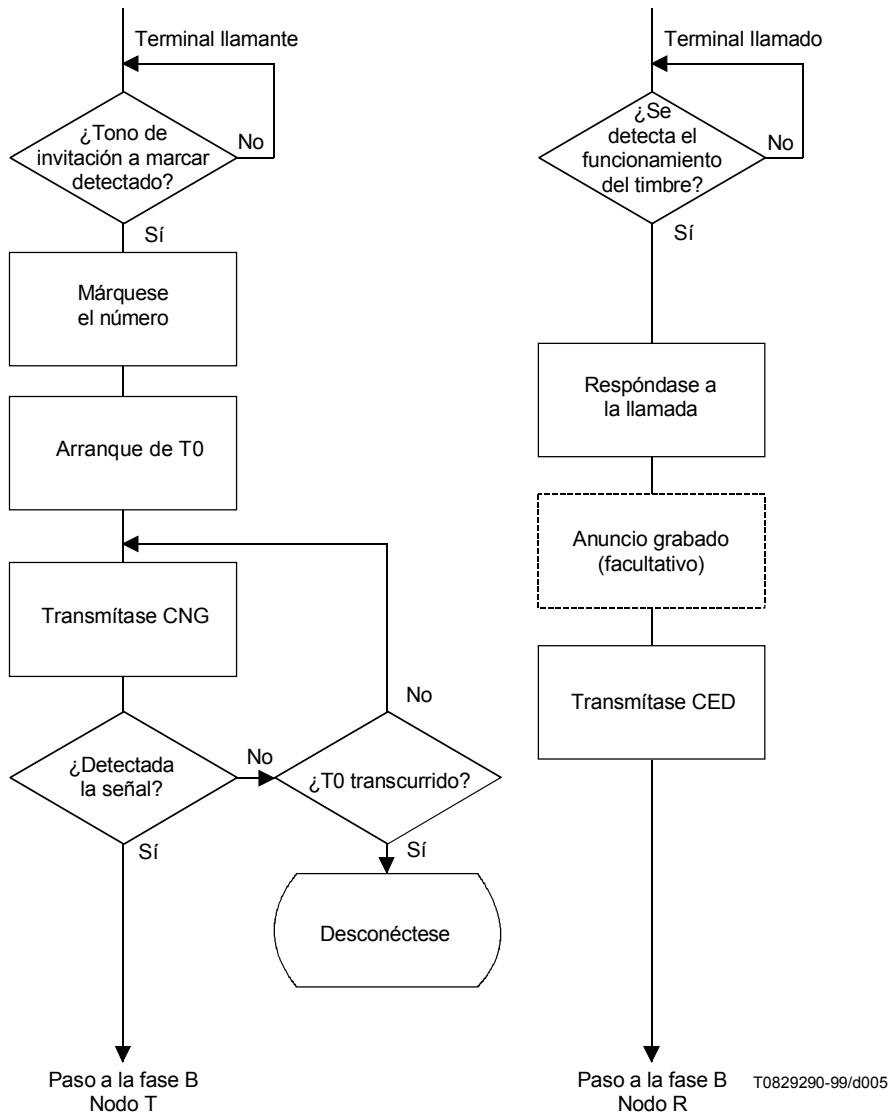 Terminal llamante
¿Tono de
invitación a marcar
detectado?
No
Sí
Márquese
el número
Arranque de T0
Transmítase CNG
¿Detectada
la señal?
No
Sí
No
¿T0 transcurrido?
Sí
Desconéctese
Paso a la fase B
Nodo T
Terminal llamado
¿Se
detecta el
funcionamiento
del timbre?
No
Sí
Respóndase a
la llamada
Anuncio grabado
(facultativo)
Transmítase CED
Paso a la fase B
Nodo R
T0829290-99/d005